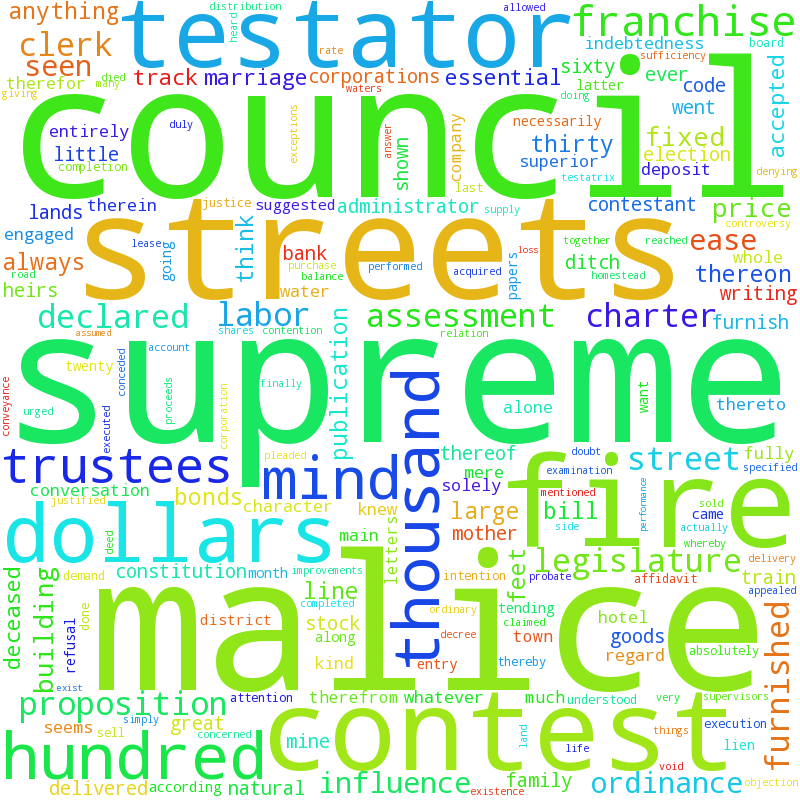 anything
distribution
heard
testator
allowed
franchise
clerk
seen
therefor
many
died
giving
track
marriage
corporations
rate
waters
essential
indebtedness
board
sufficiency
sixty
ever
code
latter
doing
went
accepted
council
entirely
duly
little
completion
exceptions
answer
shown
company
necessarily
thirty
superior
fixed
election
last
testatrix
deposit
denying
lands
therein
justice
suggested
administrator
supply
contestant
price
controversy
engaged
always
road
heirs
lease
going
streets
think
bank
purchase
balance
water
performed
acquired
papers
together
reached
loss
ditch
homestead
ease
whole
thereon
writing
declared
assumed
labor
shares
contention
publication
assessment
relation
charter
furnish
supreme
conveyance
urged
twenty
conceded
executed
account
proceeds
corporation
finally
pleaded
alone
want
thereto
trustees
mind
thousand
thereof
mere
solely
doubt
examination
mentioned
street
fully
specified
conversation
justified
bonds
character
knew
letters
large
mother
fire
bill
side
performance
sold
came
actually
whereby
dollars
deed
main
legislature
delivery
deceased
building
demand
done
refusal
constitution
month
improvements
completed
line
stock
along
kind
district
intention
ordinary
decree
entry
probate
feet
tending
claimed
town
thereby
affidavit
train
appealed
hotel
goods
regard
absolutely
malice
furnished
exist
proposition
seems
simply
attention
therefrom
whatever
much
understood
very
supervisors
things
sell
great
concerned
contest
mine
land
life
execution
lien
void
hundred
delivered
according
natural
influence
existence
family
ordinance
objection